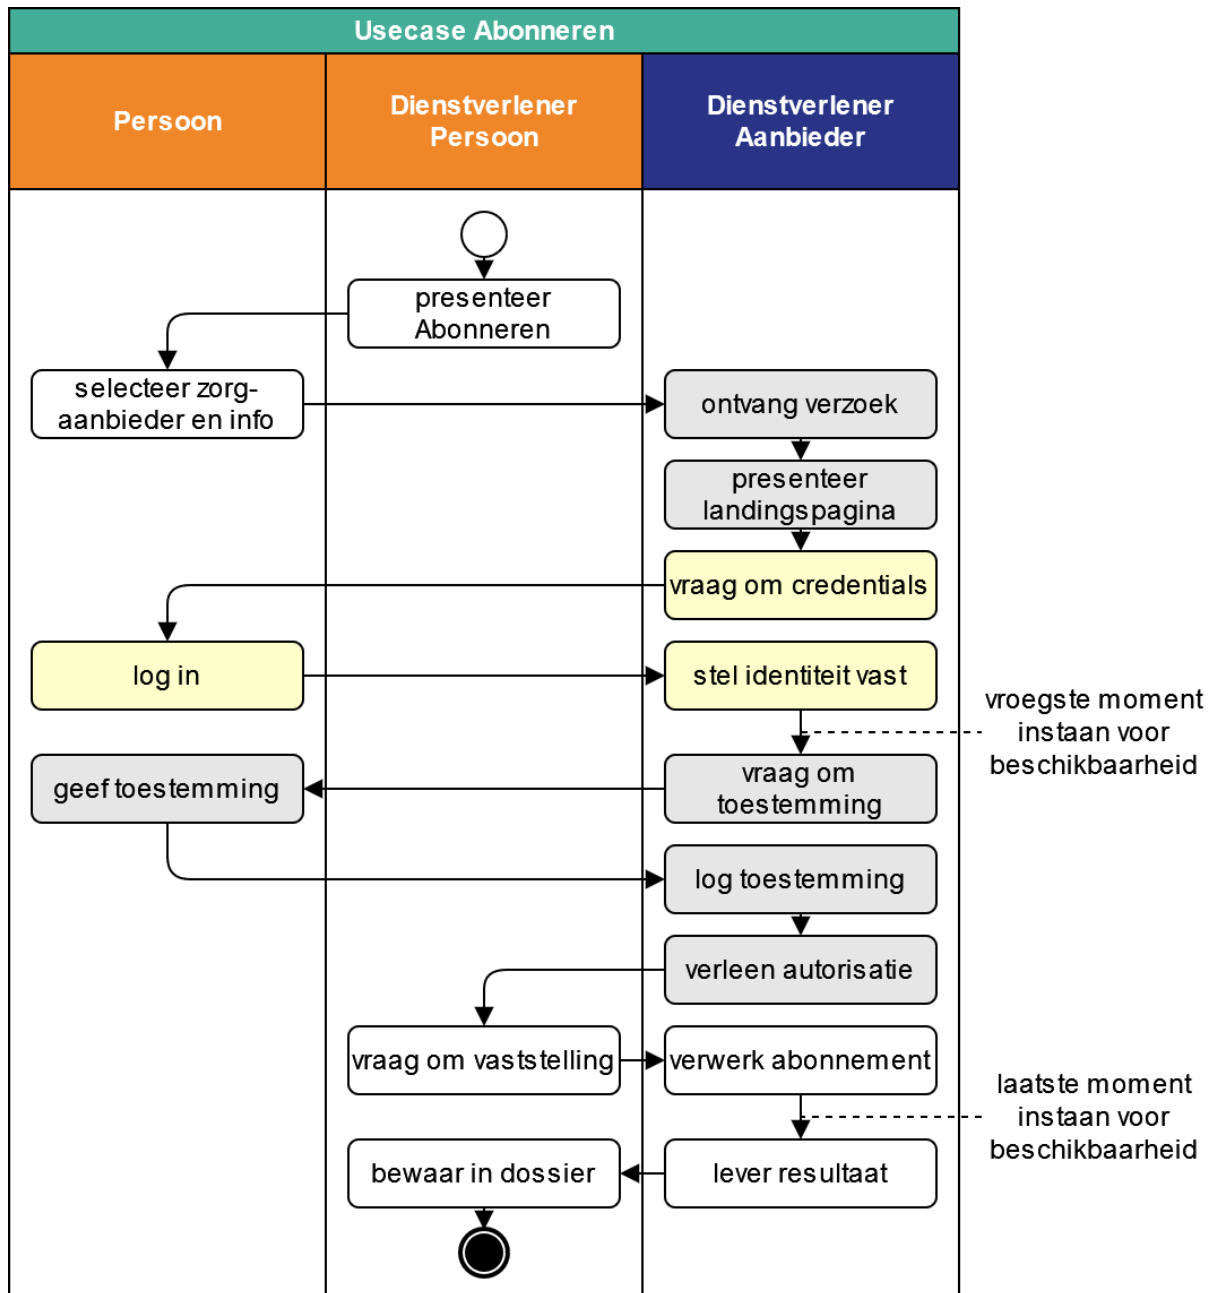 Usecase Abonneren
Persoon
Dienstverlener
Persoon
Dienstverlener
Aanbieder
presenteer
Abonneren
selecteer zorg-
aanbieder en info
ontvang verzoek
presenteer
landingspagina
vraag om credentials
log in
stel identiteit vast
vroegste moment
instaan voor
beschikbaarheid
geef toestemming
vraag om
toestemming
log toestemming
verleen autorisatie
vraag om vaststelling
verwerk abonnement
laatste moment
instaan voor
beschikbaarheid
bewaar in dossier
lever resultaat